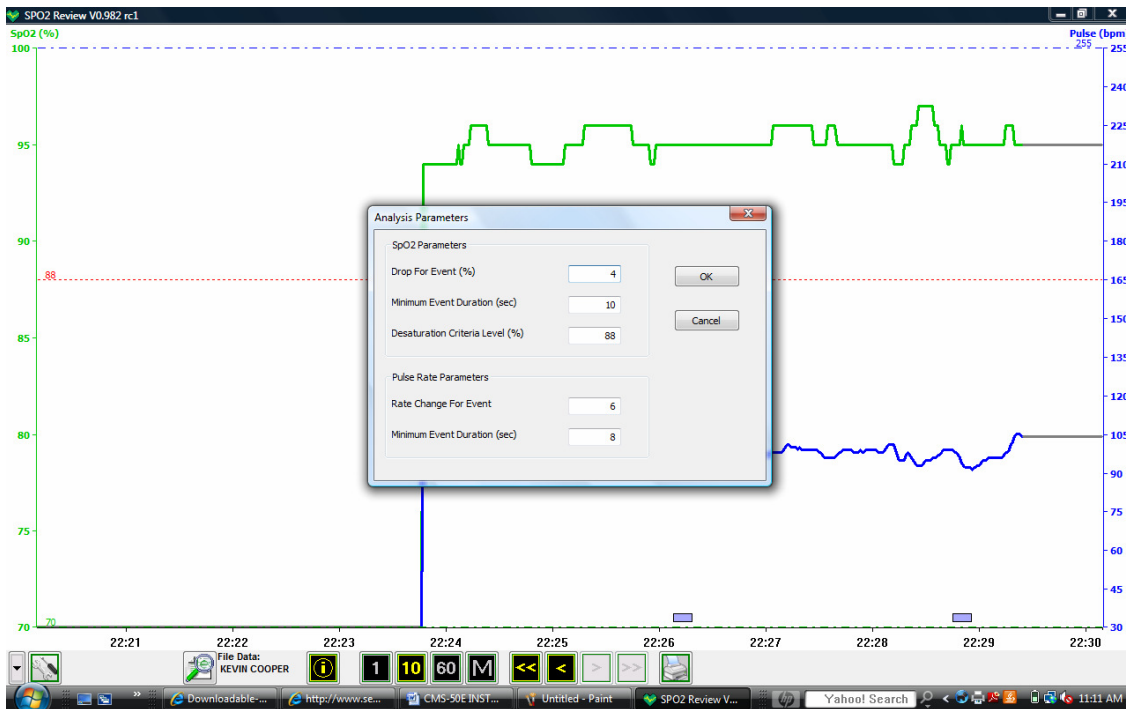 SPO2 Review V0.982 rc1
SpO2 (%)
Pulse (bpm
100
255
255
240
225
95
210
195
90
180
88
165
150
85
135
120
80
105
90
75
75
60
45
70
70
30
Analysis Parameters
SpO2 Parameters
Drop For Event (%) 4
OK
Minimum Event Duration (sec) 10
Cancel
Desaturation Criteria Level (%) 88
Pulse Rate Parameters
Rate Change For Event 6
Minimum Event Duration (sec) 8
22:21 22:22 22:23 22:24 22:25 22:26 22:27 22:28 22:29 22:30
File Data:
KEVIN COOPER
1 10 60 M << < > >>
Downloadable-... http://www.se... CMS-50E INST... Untitled - Paint SPO2 Review V... hp Yahoo! Search 11:11 AM